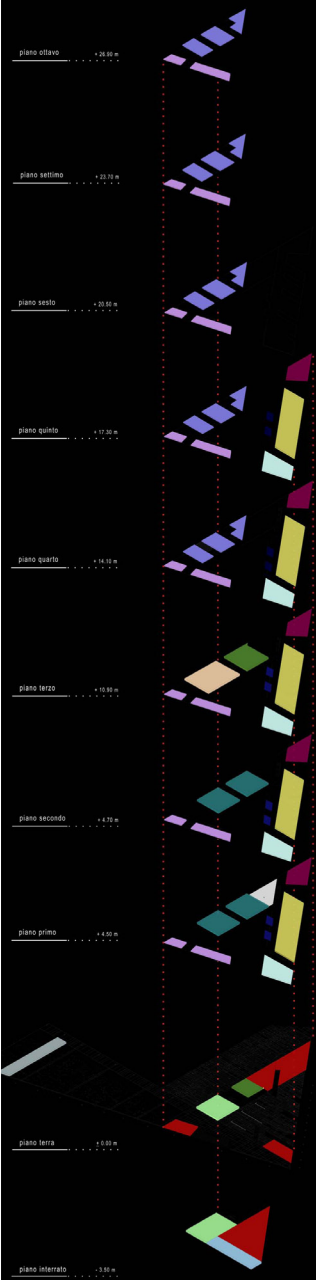 piano ottavo + 26.90 m
piano settimo + 23.70 m
piano sesto + 20.50 m
piano quinto + 17.30 m
piano quarto + 14.10 m
piano terzo + 10.90 m
piano secondo + 4.70 m
piano primo + 4.50 m
piano terra + 0.00 m
piano interrato - 3.50 m